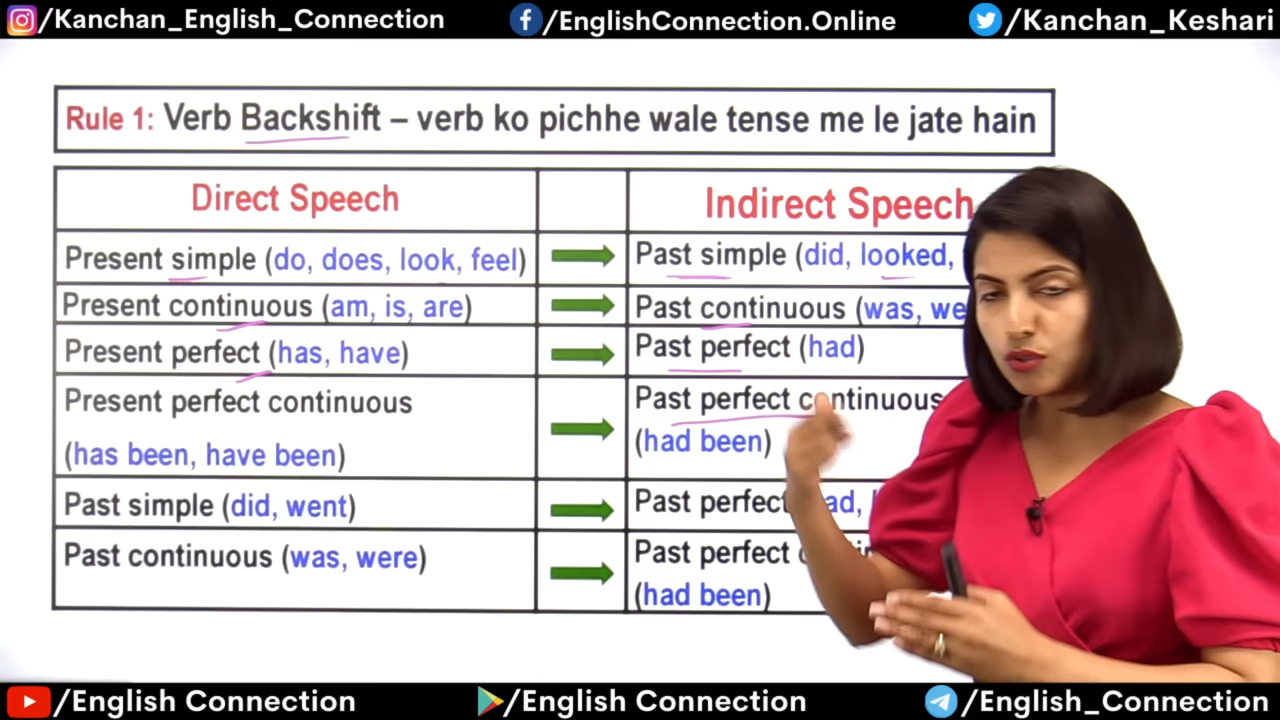 /Kanchan_English_Connection /EnglishConnection.Online /Kanchan_Keshari
Rule 1: Verb Backshift – verb ko pichhe wale tense me le jate hain
Direct Speech Indirect Speech
Present simple (do, does, look, feel) Past simple (did, looked,
Present continuous (am, is, are) Past continuous (was,
Present perfect (has, have) Past perfect (had)
Present perfect continuous Past perfect continuous
(has been, have been) (had been)
Past simple (did, went) Past perfect
Past continuous (was, were) Past perfect
(had been)
/English Connection /English Connection /English_Connection